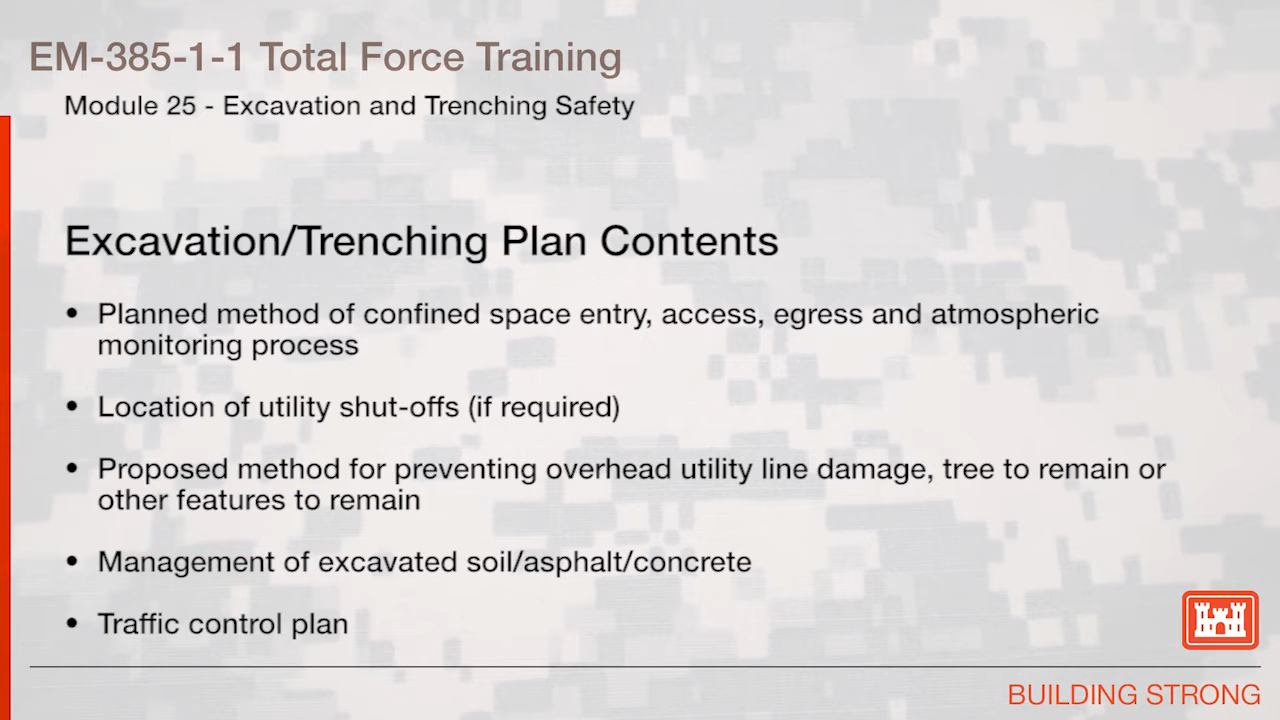 EM-385-1-1 Total Force Training
Module 25 - Excavation and Trenching Safety
Excavation/Trenching Plan Contents
• Planned method of confined space entry, access, egress and atmospheric
monitoring process
• Location of utility shut-offs (if required)
• Proposed method for preventing overhead utility line damage, tree to remain or
other features to remain
• Management of excavated soil/asphalt/concrete
• Traffic control plan
BUILDING STRONG